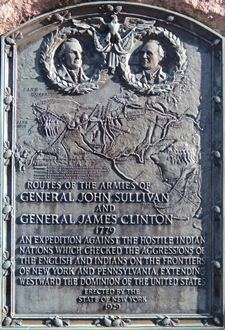 ROUTES OF THE ARMIES OF
GENERAL JOHN SULLIVAN
AND
GENERAL JAMES CLINTON
1779
AN EXPEDITION AGAINST THE HOSTILE INDIAN
NATIONS WHICH CHECKED THE AGGRESSIONS OF
THE ENGLISH AND INDIANS ON THE FRONTIERS
OF NEW YORK AND PENNSYLVANIA, EXTENDING
WESTWARD THE DOMINION OF THE UNITED STATES
ERECTED BY THE
STATE OF NEW YORK
1929